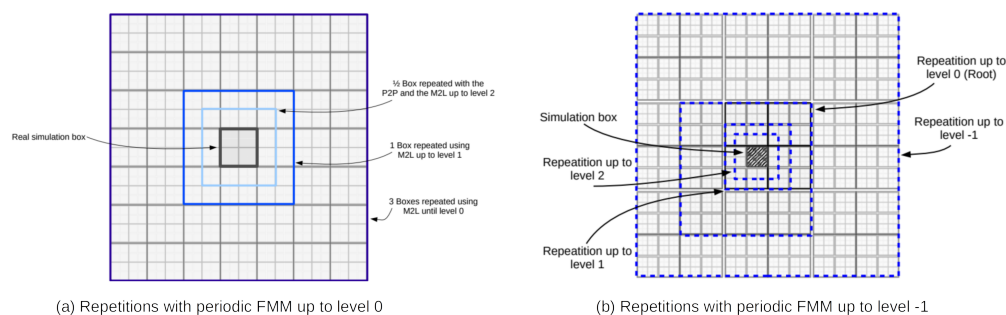 ½ Box repeated with the
P2P and the M2L up to level 2
Real simulation box
1 Box repeated using
M2L up to level 1
3 Boxes repeated using
M2L until level 0
(a) Repetitions with periodic FMM up to level 0
Repeatition up to
level 0 (Root)
Simulation box
Repeatition up to
level -1
Repeatition up to
level 2
Repeatition up to
level 1
(b) Repetitions with periodic FMM up to level -1